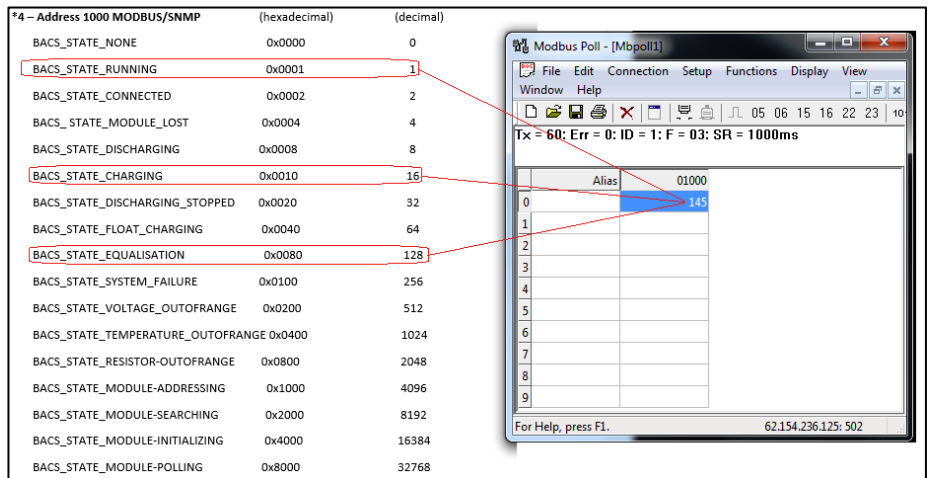 *4 – Address 1000 MODBUS/SNMP (hexadecimal) (decimal)
BACS_STATE_NONE 0x0000 0
BACS_STATE_RUNNING 0x0001 1
BACS_STATE_CONNECTED 0x0002 2
BACS_ STATE_MODULE_LOST 0x0004 4
BACS_STATE_DISCHARGING 0x0008 8
BACS_STATE_CHARGING 0x0010 16
BACS_STATE_DISCHARGING_STOPPED 0x0020 32
BACS_STATE_FLOAT_CHARGING 0x0040 64
BACS_STATE_EQUALISATION 0x0080 128
BACS_STATE_SYSTEM_FAILURE 0x0100 256
BACS_STATE_VOLTAGE_OUTOFRANGE 0x0200 512
BACS_STATE_TEMPERATURE_OUTOFRANGE 0x0400 1024
BACS_STATE_RESISTOR-OUTOFRANGE 0x0800 2048
BACS_STATE_MODULE-ADDRESSING 0x1000 4096
BACS_STATE_MODULE-SEARCHING 0x2000 8192
BACS_STATE_MODULE-INITIALIZING 0x4000 16384
BACS_STATE_MODULE-POLLING 0x8000 32768
Modbus Poll - [Mbpoll1]
File Edit Connection Setup Functions Display View
Window Help
05 06 15 16 22 23 10
Tx = 60: Err = 0: ID = 1: F = 03: SR = 1000ms
Alias 01000
0 145
1
2
3
4
5
6
7
8
9
For Help, press F1. 62.154.236.125: 502